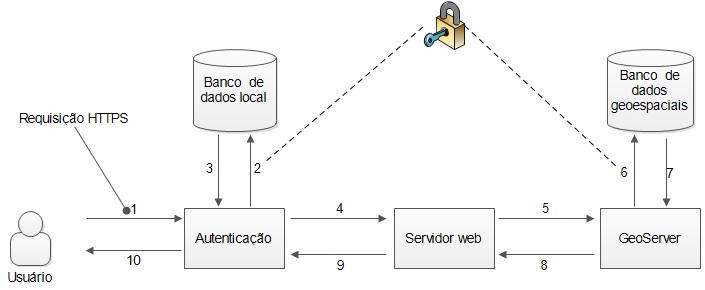 Banco de
dados local
Banco de
dados
geoespaciais
Requisição HTTPS
3
2
6
7
1
4
5
Autenticação
Servidor web
GeoServer
10
9
8
Usuário